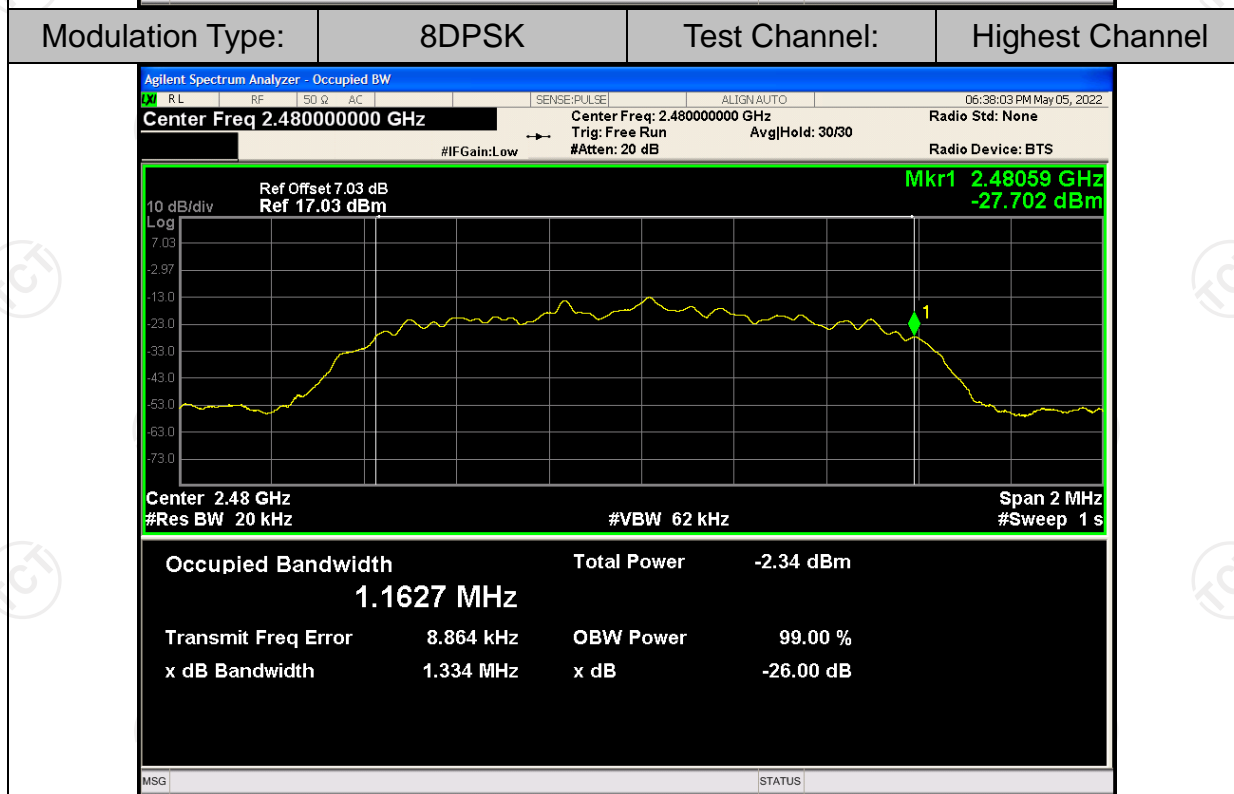 Modulation Type: 8DPSK Test Channel: Highest Channel
Agilent Spectrum Analyzer - Occupied BW
LXI RL RF 50 Ω AC SENSE:PULSE ALIGN AUTO 06:38:03 PM May 05, 2022
Center Freq 2.480000000 GHz Center Freq: 2.480000000 GHz Radio Std: None
Trig: Free Run Avg|Hold: 30/30
#IFGain:Low #Atten: 20 dB Radio Device: BTS
Mkr1 2.48059 GHz
Ref Offset 7.03 dB
-27.702 dBm
10 dB/div Ref 17.03 dBm
Log
7.03
-2.97
-13.0
1
-23.0
-33.0
-43.0
-53.0
-63.0
-73.0
Center 2.48 GHz Span 2 MHz
#Res BW 20 kHz #VBW 62 kHz #Sweep 1 s
Occupied Bandwidth Total Power -2.34 dBm
1.1627 MHz
Transmit Freq Error 8.864 kHz OBW Power 99.00 %
x dB Bandwidth 1.334 MHz x dB -26.00 dB
MSG STATUS
TCT
TCT
TCT
TCT